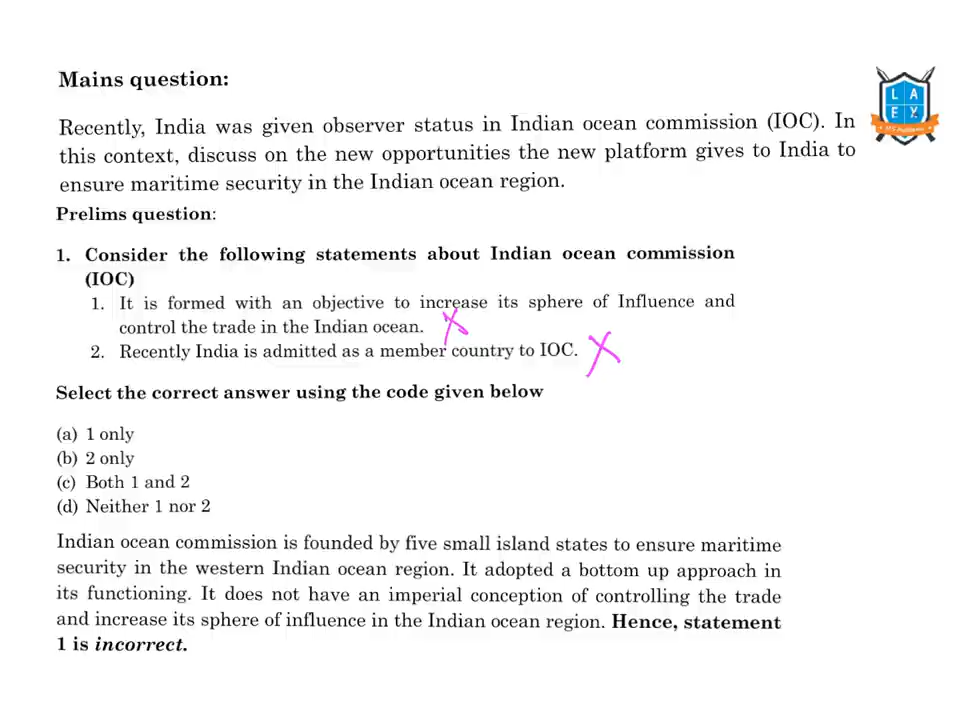 Mains question:
L A
E X
Recently, India was given observer status in Indian ocean commission (IOC). In
this context, discuss on the new opportunities the new platform gives to India to
ensure maritime security in the Indian ocean region.
Prelims question:
1. Consider the following statements about Indian ocean commission
(IOC)
1. It is formed with an objective to increase its sphere of Influence and
control the trade in the Indian ocean.
2. Recently India is admitted as a member country to IOC.
Select the correct answer using the code given below
(a) 1 only
(b) 2 only
(c) Both 1 and 2
(d) Neither 1 nor 2
Indian ocean commission is founded by five small island states to ensure maritime
security in the western Indian ocean region. It adopted a bottom up approach in
its functioning. It does not have an imperial conception of controlling the trade
and increase its sphere of influence in the Indian ocean region. Hence, statement
1 is incorrect.